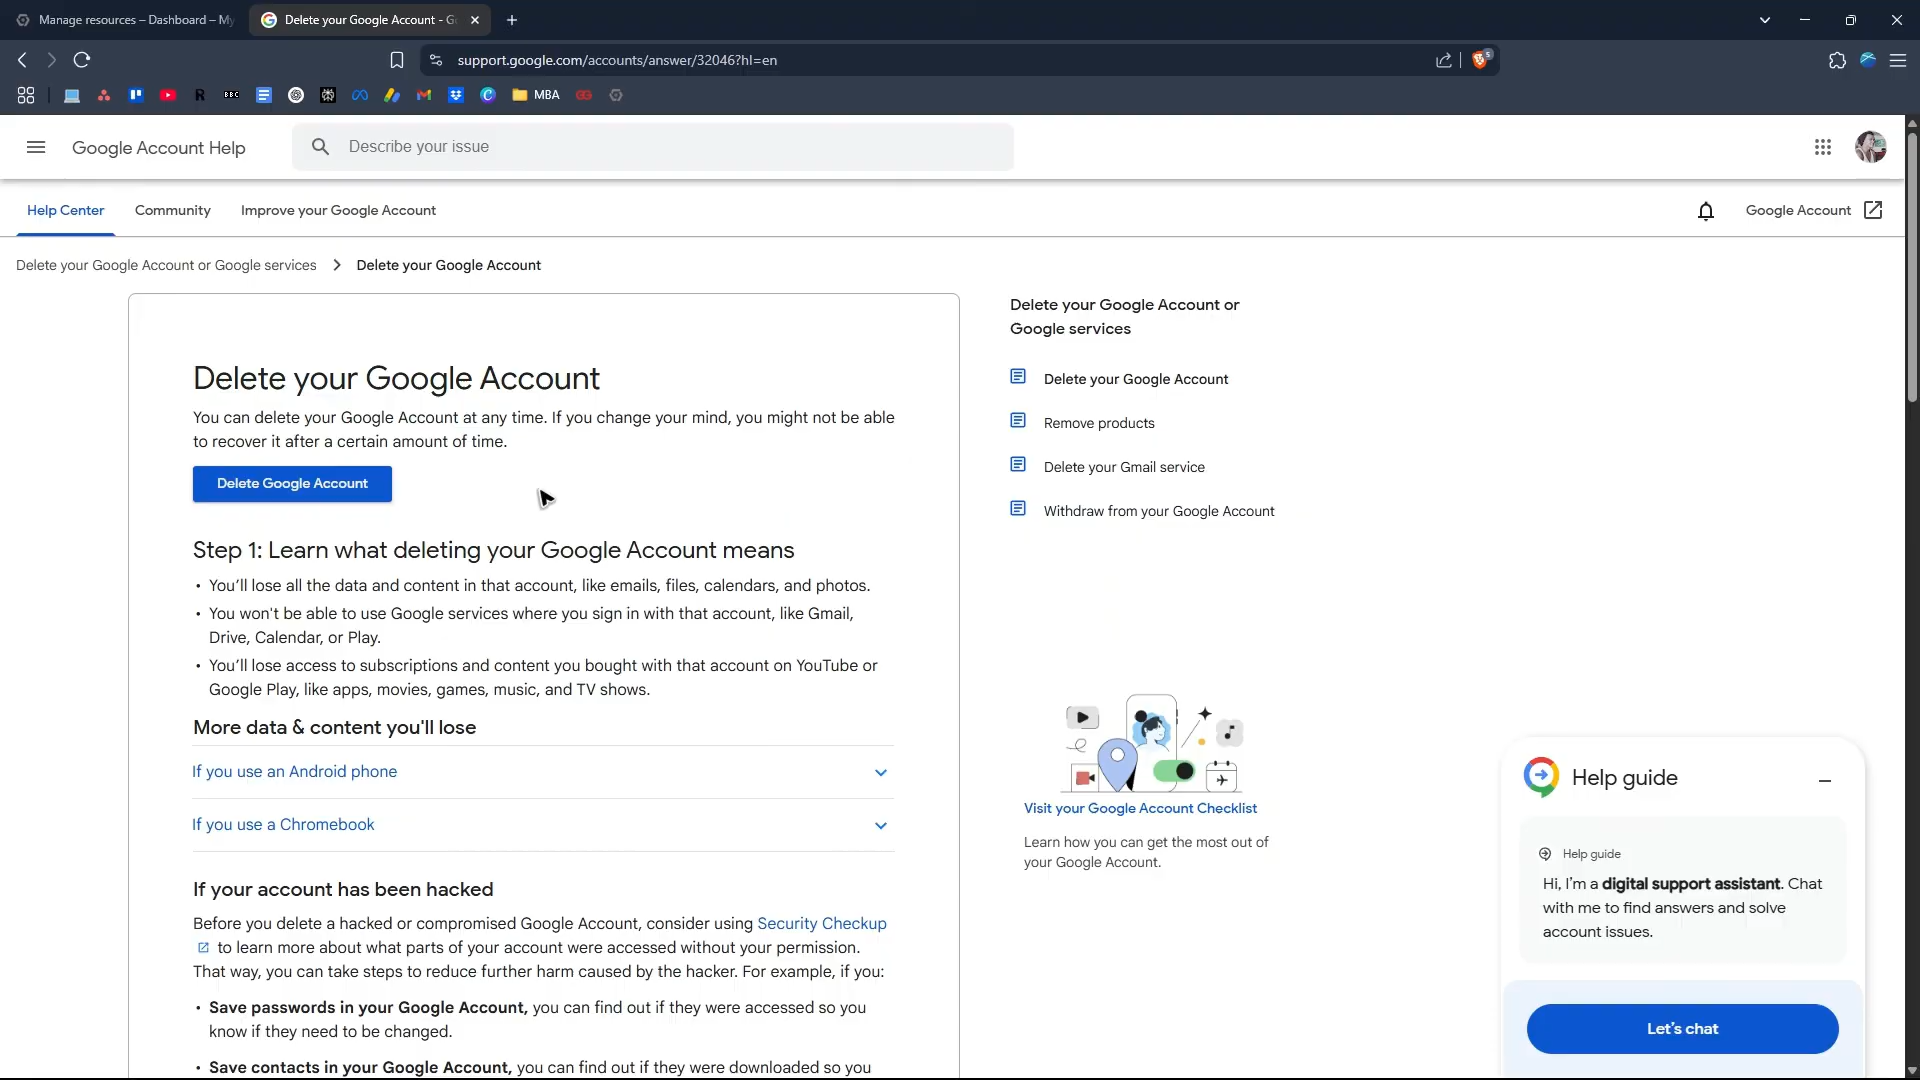 Manage resources – Dashboard – My
Delete your Google Account - G
support.google.com/accounts/answer/32046?hl=en
5
BBC
MBA
Google Account Help
Describe your issue
Help Center
Community
Improve your Google Account
Google Account
Delete your Google Account or Google services
Delete your Google Account
Delete your Google Account
You can delete your Google Account at any time. If you change your mind, you might not be able
to recover it after a certain amount of time.
Delete Google Account
Step 1: Learn what deleting your Google Account means
• You'll lose all the data and content in that account, like emails, files, calendars, and photos.
• You won't be able to use Google services where you sign in with that account, like Gmail,
Drive, Calendar, or Play.
• You'll lose access to subscriptions and content you bought with that account on YouTube or
Google Play, like apps, movies, games, music, and TV shows.
More data & content you'll lose
If you use an Android phone
If you use a Chromebook
If your account has been hacked
Before you delete a hacked or compromised Google Account, consider using Security Checkup
to learn more about what parts of your account were accessed without your permission.
That way, you can take steps to reduce further harm caused by the hacker. For example, if you:
• Save passwords in your Google Account, you can find out if they were accessed so you
know if they need to be changed.
• Save contacts in your Google Account, you can find out if they were downloaded so you
Delete your Google Account or
Google services
Delete your Google Account
Remove products
Delete your Gmail service
Withdraw from your Google Account
Visit your Google Account Checklist
Learn how you can get the most out of
your Google Account.
Help guide
Help guide
Hi, I'm a digital support assistant. Chat
with me to find answers and solve
account issues.
Let's chat